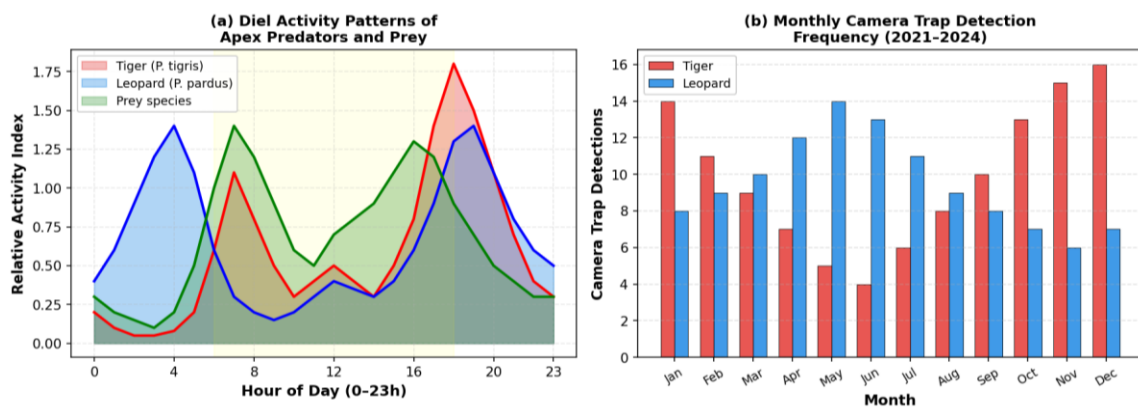 (a) Diel Activity Patterns of
Apex Predators and Prey
Tiger (P. tigris)
Leopard (P. pardus)
Prey species
Relative Activity Index
1.75
1.50
1.25
1.00
0.75
0.50
0.25
0.00
0 4 8 12 16 20 23
Hour of Day (0–23h)
(b) Monthly Camera Trap Detection
Frequency (2021–2024)
Tiger
Leopard
Camera Trap Detections
16
14
12
10
8
6
4
2
0
Jan Feb Mar Apr May Jun Jul Aug Sep Oct Nov Dec
Month